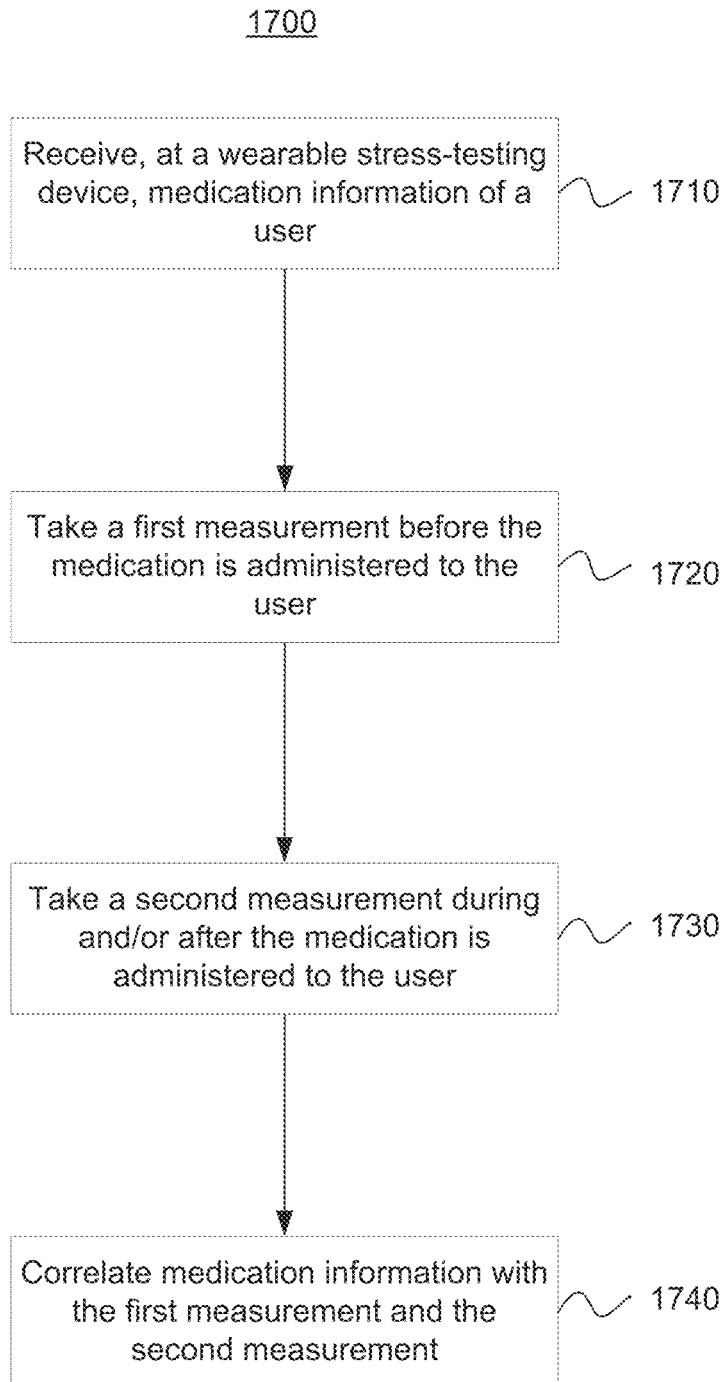 1700
Receive, at a wearable stress-testing
device, medication information of a
user
1710
Take a first measurement before the
medication is administered to the
user
1720
Take a second measurement during
and/or after the medication is
administered to the user
1730
Correlate medication information with
the first measurement and the
second measurement
1740